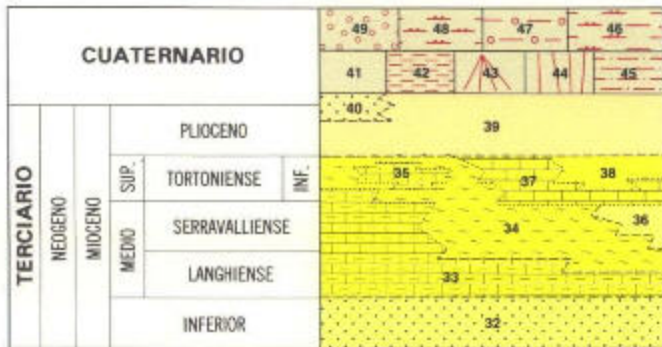 CUATERNARIO
49 48 47 46
41 42 43 44 45
40
PLIOCENO
39
TERCIARIO
NEOGENO
MIOCENO
SUP.
TORTONIENSE
INF.
35 37 38
MEDIO
SERRAVALLIENSE
34 36
LANGHIENSE
33
INFERIOR
32